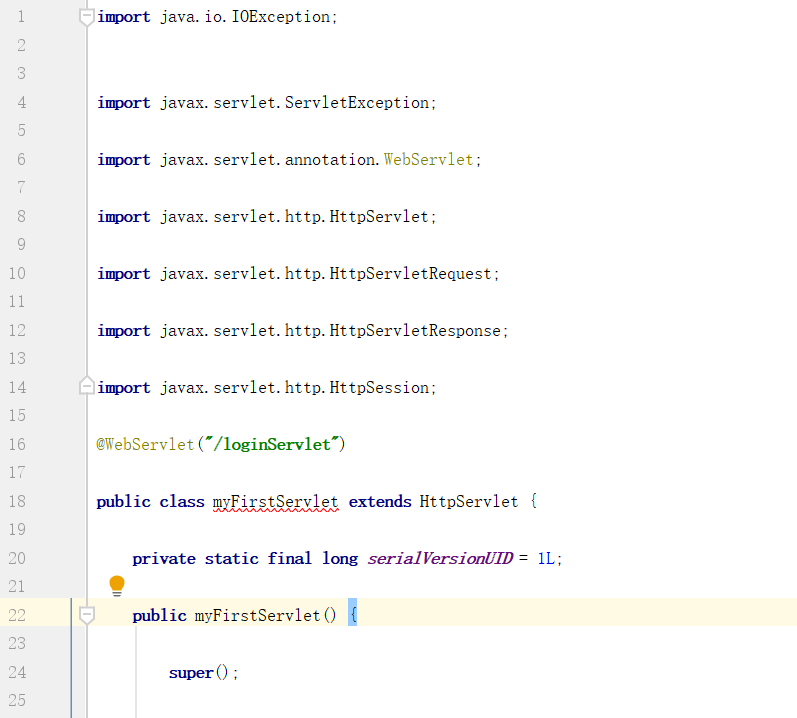 1 import java.io.IOException;
2
3
4 import javax.servlet.ServletException;
5
6 import javax.servlet.annotation.WebServlet;
7
8 import javax.servlet.http.HttpServlet;
9
10 import javax.servlet.http.HttpServletRequest;
11
12 import javax.servlet.http.HttpServletResponse;
13
14 import javax.servlet.http.HttpSession;
15
16 @WebServlet("/loginServlet")
17
18 public class myFirstServlet extends HttpServlet {
19
20 private static final long serialVersionUID = 1L;
21
22 public myFirstServlet() {
23
24 super();
25